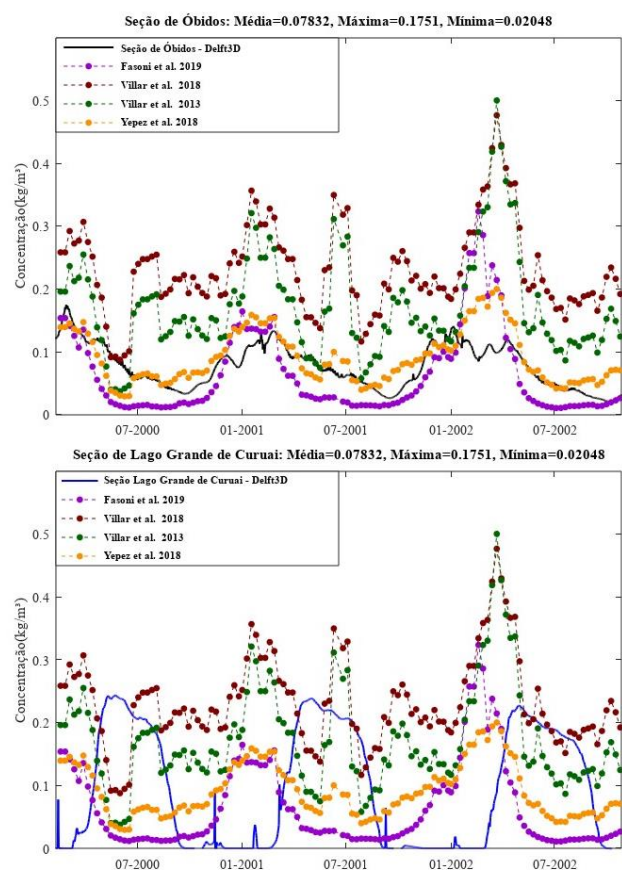 Seção de Óbidos: Média=0.07832, Máxima=0.1751, Mínima=0.02048
Seção de Óbidos - Delft3D
Fasoni et al. 2019
Villar et al. 2018
Villar et al. 2013
Yepez et al. 2018
Concentração(kg/m³)
0.5
0.4
0.3
0.2
0.1
0
07-2000
01-2001
07-2001
01-2002
07-2002
Seção de Lago Grande de Curuai: Média=0.07832, Máxima=0.1751, Mínima=0.02048
Seção Lago Grande de Curuai - Delft3D
Fasoni et al. 2019
Villar et al. 2018
Villar et al. 2013
Yepez et al. 2018
Concentração(kg/m³)
0.5
0.4
0.3
0.2
0.1
0
07-2000
01-2001
07-2001
01-2002
07-2002